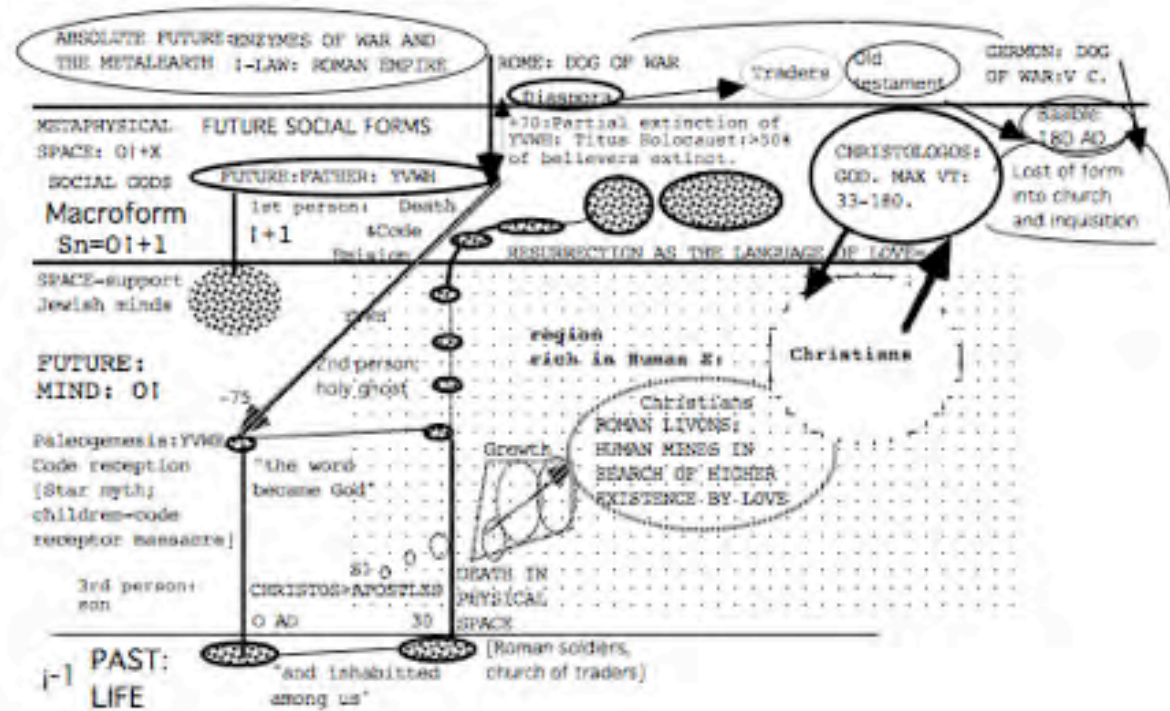 ABSOLUTE FUTURE:ENZYMES OF WAR AND
THE METALEARTH I-LAW: ROMAN EMPIRE
ROME: DOG OF WAR
Traders
Old
testament
GERMON: DOG
OF WAR:V C.
Diaspora
METAPHYSICAL
SPACE: O¡+X
FUTURE SOCIAL FORMS
+70:Partial extinction of
YVWH: Titus Holocaust:>50%
of believers extinct.
CHRISTOLOGOS:
GOD. MAX VT:
33-180.
180 AD
Lost of form
into church
and inquisition
SOCIAL GODS
Macroform
Sn=O¡+1
FUTURE:FATHER: YVWH
1st person:
¡+1
Death
&Code
RESURRECTION AS THE LANGUAGE OF LOVE=
SPACE-support
Jewish minds
FUTURE:
MIND: O¡
-75
2nd person:
holy ghost
region
rich in Human E:
Christians
Christians
ROMAN LIVONS:
HUMAN MINDS IN
SEARCH OF HIGHER
EXISTENCE BY LOVE
Growth
Paleogenesis:YVWH
Code reception
[Star myth;
children-code
receptor massacre]
"the word
became God"
3rd person:
son
CHRISTOS>APOSTLES
O AD
30
DEATH IN
PHYSICAL
SPACE
¡-1
PAST:
LIFE
"and ishabitted
among us"
[Roman soldiers,
church of traders]